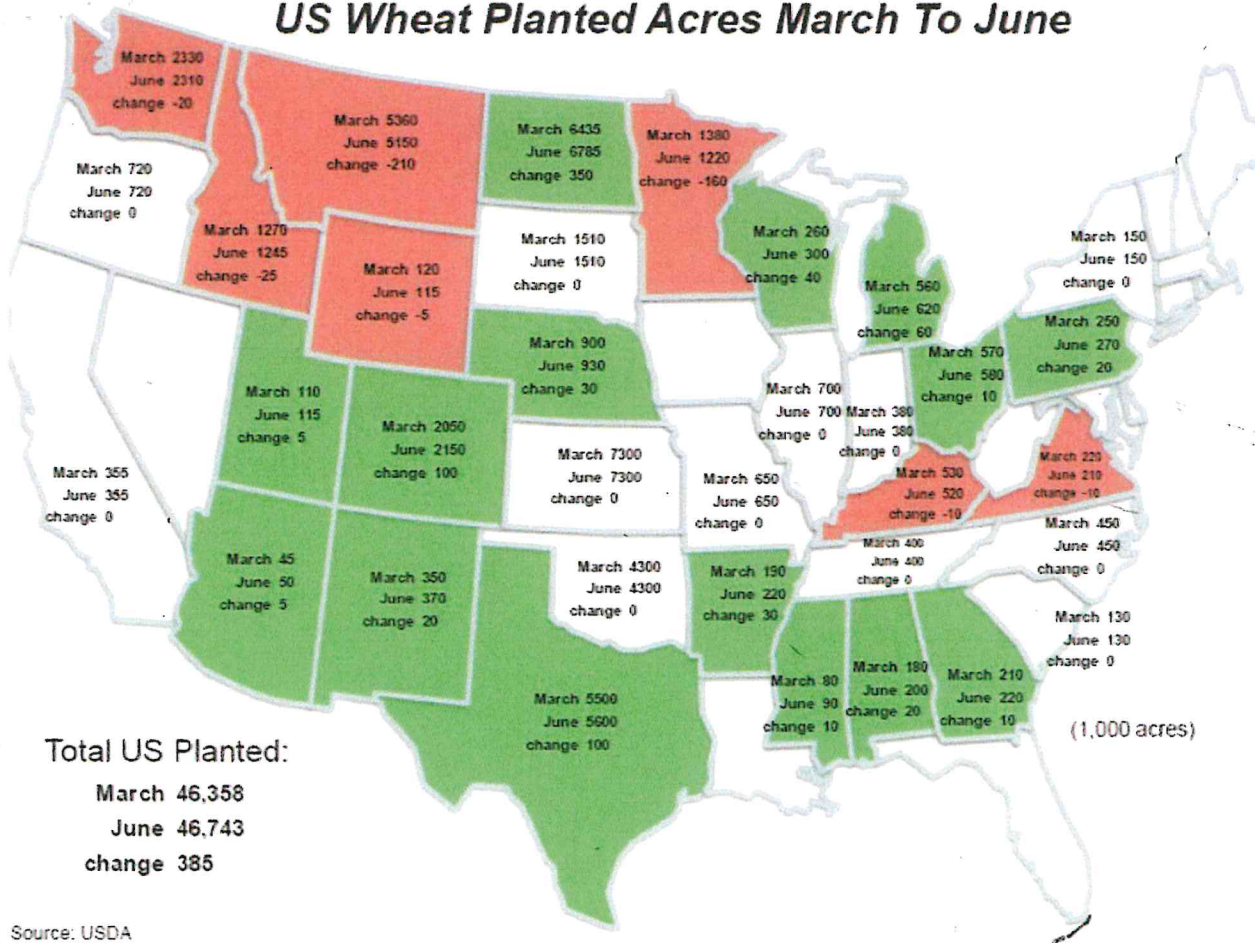 US Wheat Planted Acres March To June
March 2330
June 2310
change -20
March 5360
June 5150
change -210
March 6435
June 6785
change 350
March 1380
June 1220
change -160
March 720
June 720
change 0
March 1270
June 1245
change -25
March 120
June 115
change -5
March 1510
June 1510
change 0
March 260
June 300
change 40
March 560
June 620
change 60
March 150
June 150
change 0
March 900
June 930
change 30
March 570
June 580
change 10
March 250
June 270
change 20
March 110
June 115
change 5
March 2050
June 2150
change 100
March 700
June 700
change 0
March 380
June 380
change 0
March 355
June 355
change 0
March 7300
June 7300
change 0
March 650
June 650
change 0
March 530
June 520
change -10
March 220
June 210
change -10
March 450
June 450
change 0
March 45
June 50
change 5
March 350
June 370
change 20
March 4300
June 4300
change 0
March 190
June 220
change 30
March 400
June 400
change 0
March 130
June 130
change 0
March 5500
June 5600
change 100
March 80
June 90
change 10
March 180
June 200
change 20
March 210
June 220
change 10
(1,000 acres)
Total US Planted:
March 46,358
June 46,743
change 385
Source: USDA